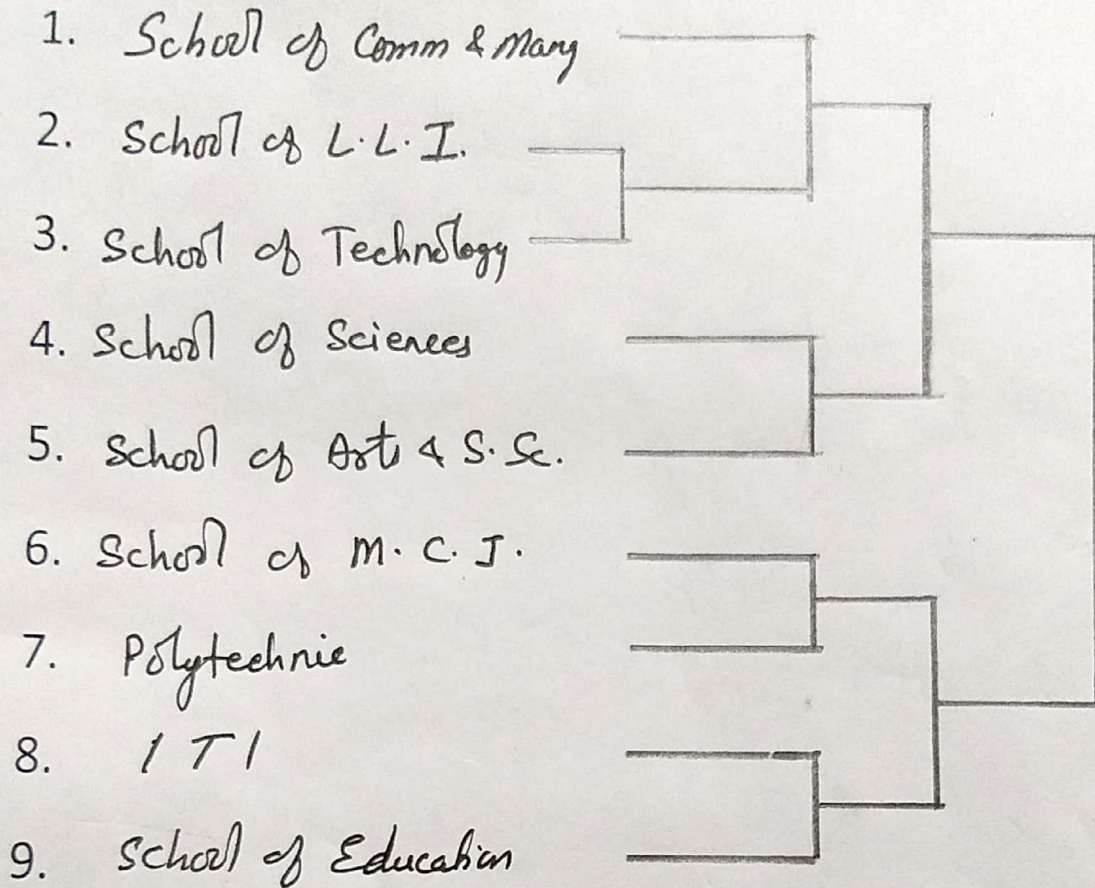 1. School of Comm & Mang
2. School of L.L.I.
3. School of Technology
4. School of Sciences
5. School of Art & S.Sc.
6. School of M.C.J.
7. Polytechnic
8. ITI
9. School of Education